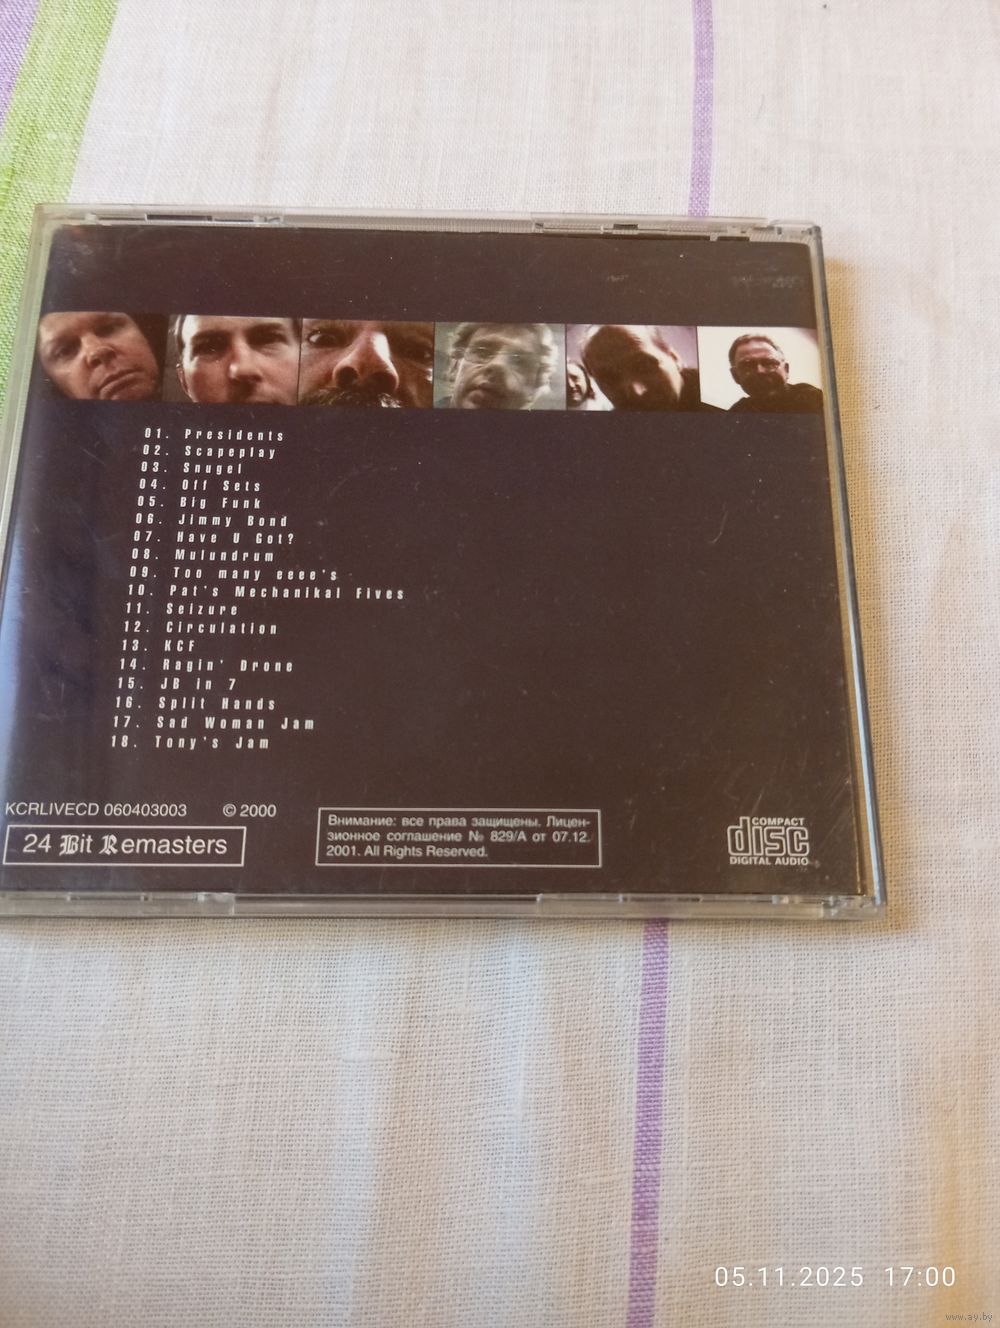 01. Presidents
02. Scapeplay
03. Snugel
04. Off Sets
05. Big Funk
06. Jimmy Bond
07. Have U Got?
08. Mulundrum
09. Too many eeee's
10. Pat's Mechanikal Fives
11. Seizure
12. Circulation
13. KCF
14. Ragin' Drone
15. JB in 7
16. Split Hands
17. Sad Woman Jam
18. Tony's Jam
KCRLIVECD 060403003 © 2000
24 Bit Remasters
Внимание: все права защищены. Лицен-
зионное соглашение № 829/А от 07.12.
2001. All Rights Reserved.
COMPACT
disc
DIGITAL AUDIO
05.11.2025 17:00
www.ay.by